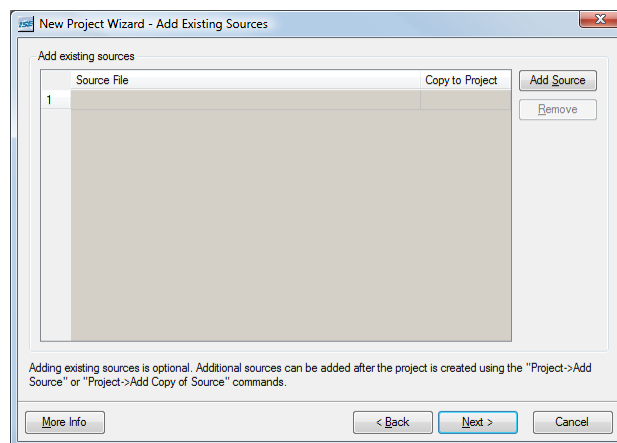 ISE New Project Wizard - Add Existing Sources
Add existing sources
Source File Copy to Project Add Source
1
Remove
Adding existing sources is optional. Additional sources can be added after the project is created using the "Project->Add
Source" or "Project->Add Copy of Source" commands.
More Info < Back Next > Cancel